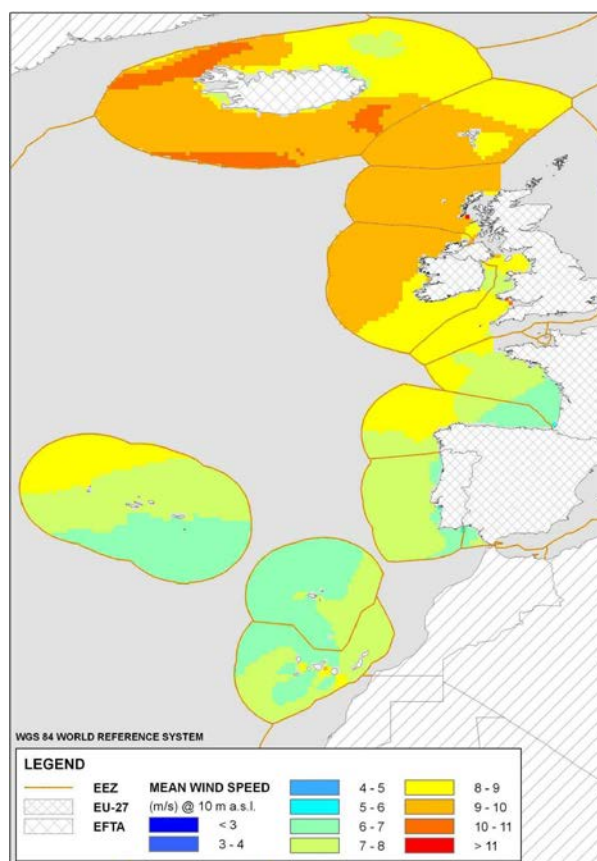 WGS 84 WORLD REFERENCE SYSTEM
LEGEND
EEZ
EU-27
EFTA
MEAN WIND SPEED
(m/s) @ 10 m a.s.l.
< 3
3 - 4
4 - 5
5 - 6
6 - 7
7 - 8
8 - 9
9 - 10
10 - 11
> 11